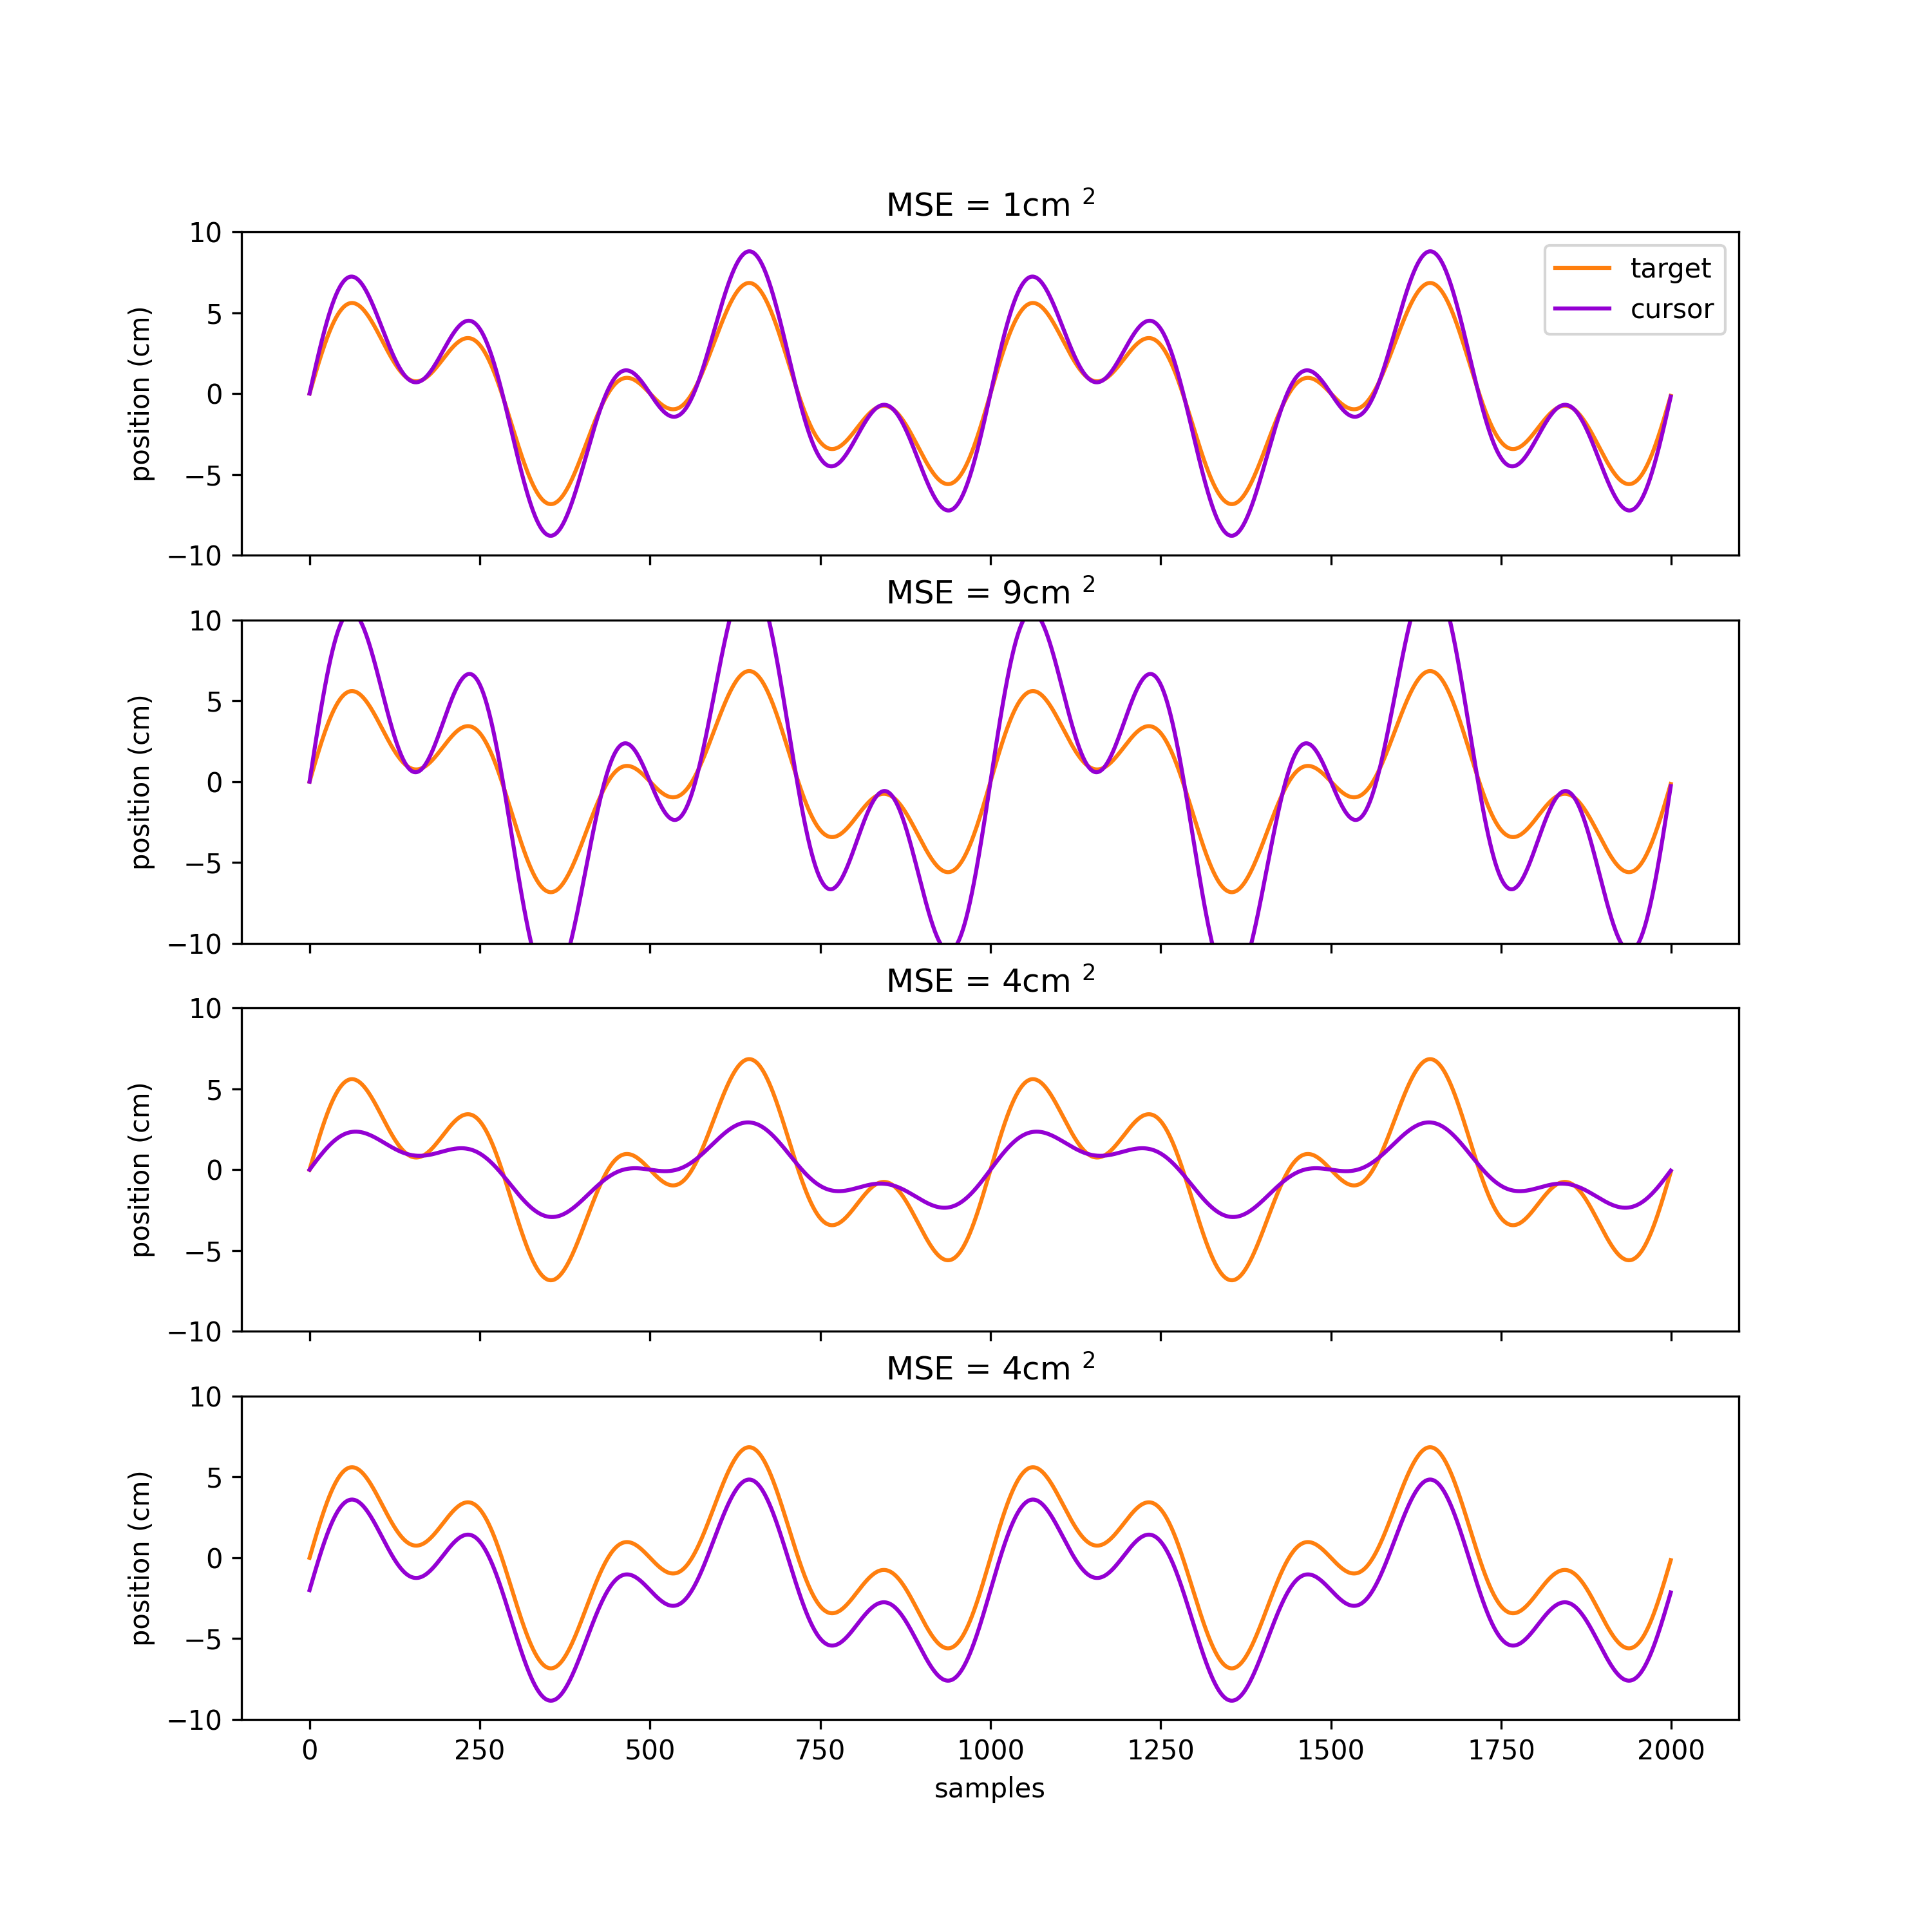 MSE = 1cm ²
10
5
0
−5
−10
position (cm)
target
cursor
MSE = 9cm ²
10
5
0
−5
−10
position (cm)
MSE = 4cm ²
10
5
0
−5
−10
position (cm)
MSE = 4cm ²
10
5
0
−5
−10
position (cm)
0 250 500 750 1000 1250 1500 1750 2000
samples